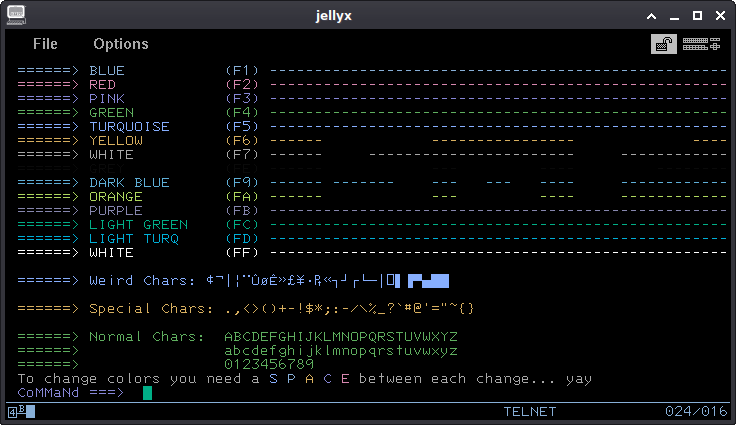 jellyx
File Options
======> BLUE (F1) ---------------------------------------------------
======> RED (F2) ---------------------------------------------------
======> PINK (F3) ---------------------------------------------------
======> GREEN (F4) ---------------------------------------------------
======> TURQUOISE (F5) ---------------------------------------------------
======> YELLOW (F6) ------ ---------------- ----
======> WHITE (F7) ------ ---------------- ------------
======> DARK BLUE (F9) -------------- --- --- ---- ------------
======> ORANGE (FA) ------------ ---------------- ------------
======> PURPLE (FB) ---------------------------------------------------
======> LIGHT GREEN (FC) ---------------------------------------------------
======> LIGHT TURQ (FD) ---------------------------------------------------
======> WHITE (FF) ---------------------------------------------------
======> Weird Chars: ¢¬|¦¨ÛøÊ»£¥·₧«┐┘┌└─│
======> Special Chars: .,<>()+-!$*;:-/\%_?`#@'="~{}
======> Normal Chars: ABCDEFGHIJKLMNOPQRSTUVWXYZ
======> abcdefghijklmnopqrstuvwxyz
======> 0123456789
To change colors you need a S P A C E between each change... yay
CoMMaNd ===>
4 B TELNET 024/016